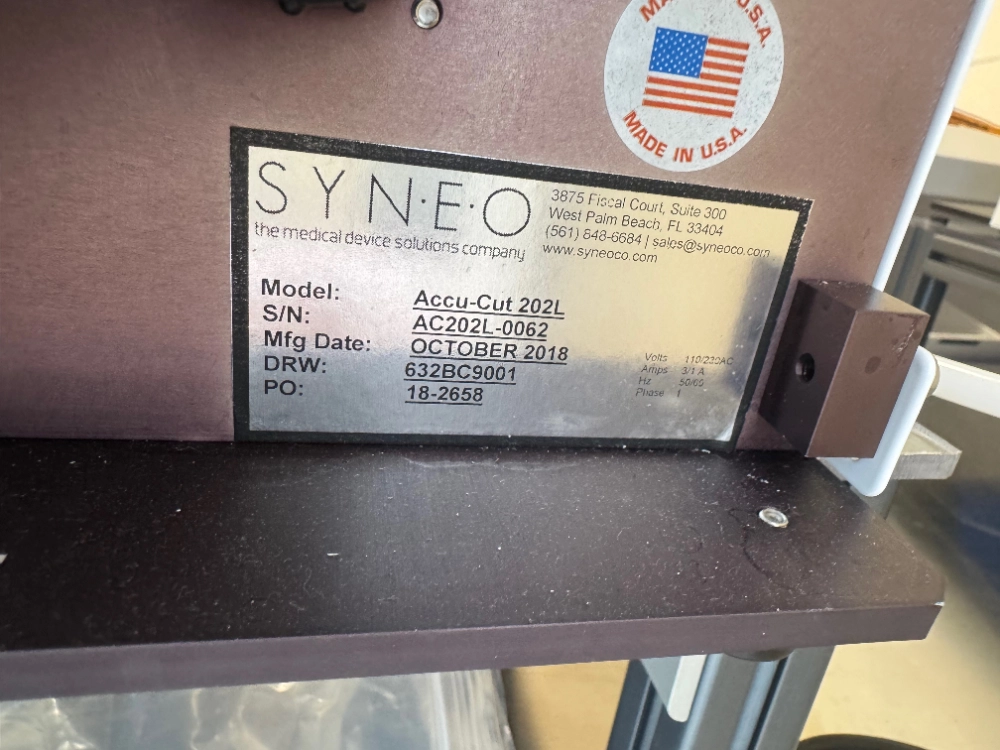 MADE IN U.S.A.
MADE IN U.S.A.
SYN·E·O
the medical device solutions company
3875 Fiscal Court, Suite 300
West Palm Beach, FL 33404
(561) 848-6684 | sales@syneoco.com
www.syneoco.com
Model: Accu-Cut 202L
S/N: AC202L-0062
Mfg Date: OCTOBER 2018
DRW: 632BC9001
PO: 18-2658
Volts 110/220AC
Amps 3/1 A
Hz 50/60
Phase 1